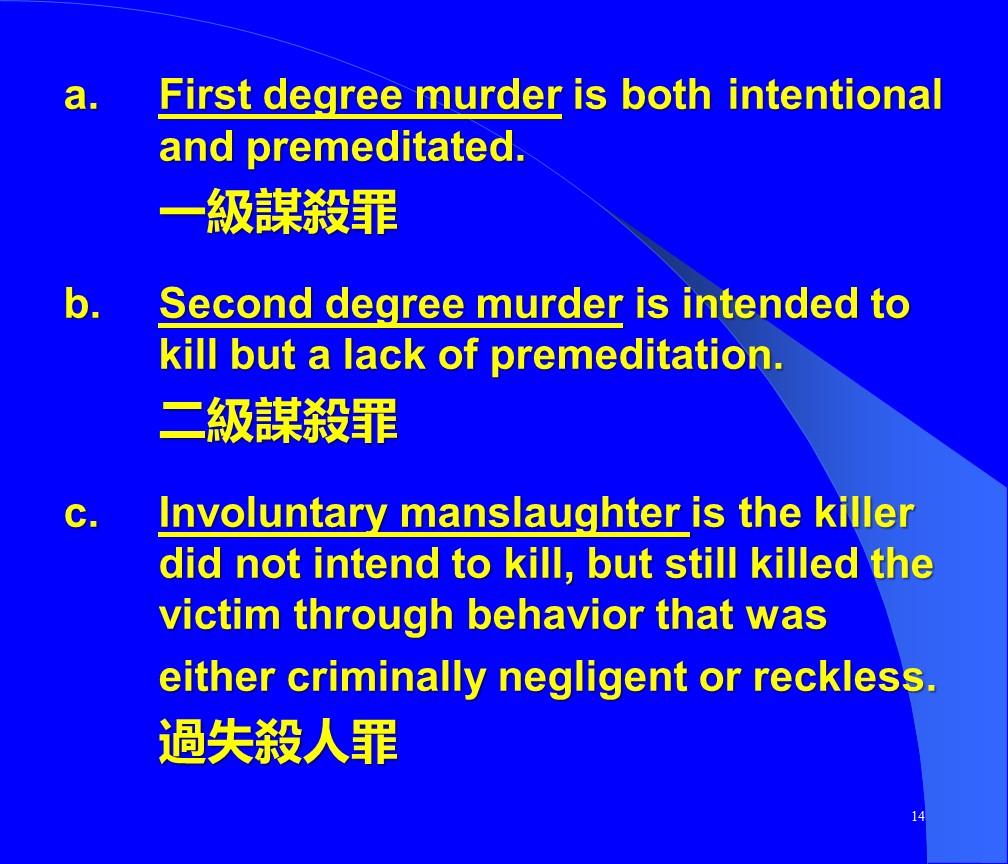 a. First degree murder is both intentional
and premeditated.
一級謀殺罪
b. Second degree murder is intended to
kill but a lack of premeditation.
二級謀殺罪
c. Involuntary manslaughter is the killer
did not intend to kill, but still killed the
victim through behavior that was
either criminally negligent or reckless.
過失殺人罪
14